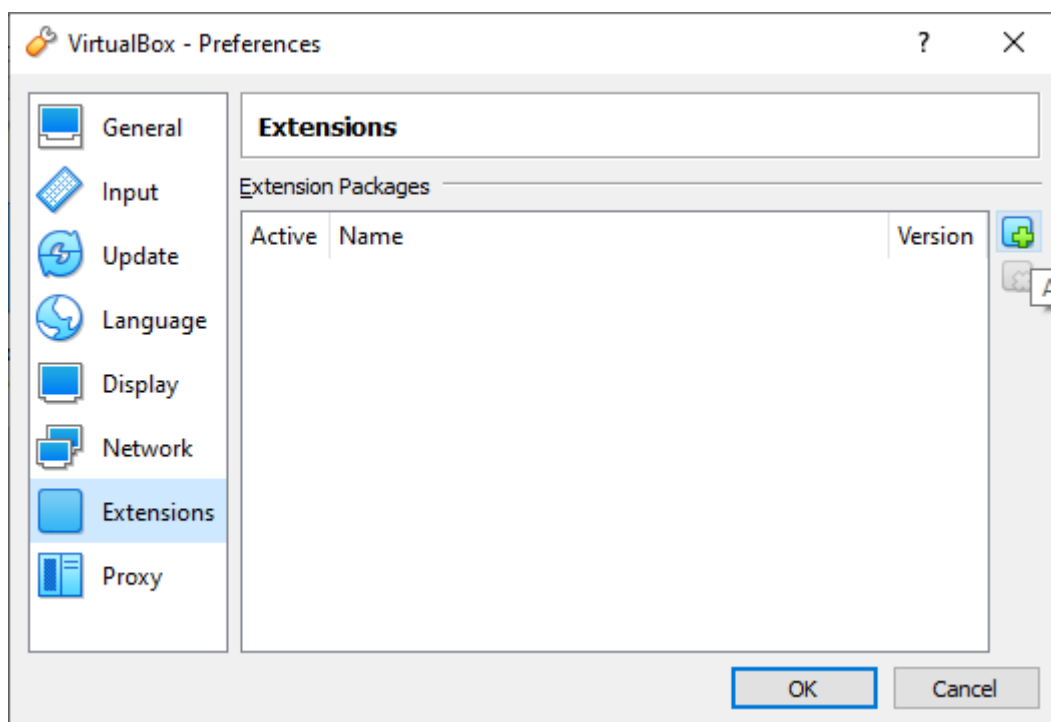 VirtualBox - Preferences
General
Input
Update
Language
Display
Network
Extensions
Proxy
Extensions
Extension Packages
Active Name Version
OK Cancel